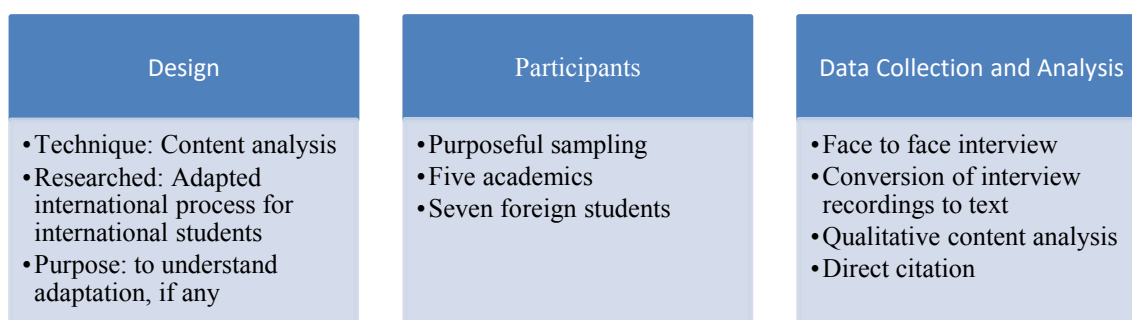 Design
• Technique: Content analysis
• Researched: Adapted
international process for
international students
• Purpose: to understand
adaptation, if any
Participants
• Purposeful sampling
• Five academics
• Seven foreign students
Data Collection and Analysis
• Face to face interview
• Conversion of interview
recordings to text
• Qualitative content analysis
• Direct citation